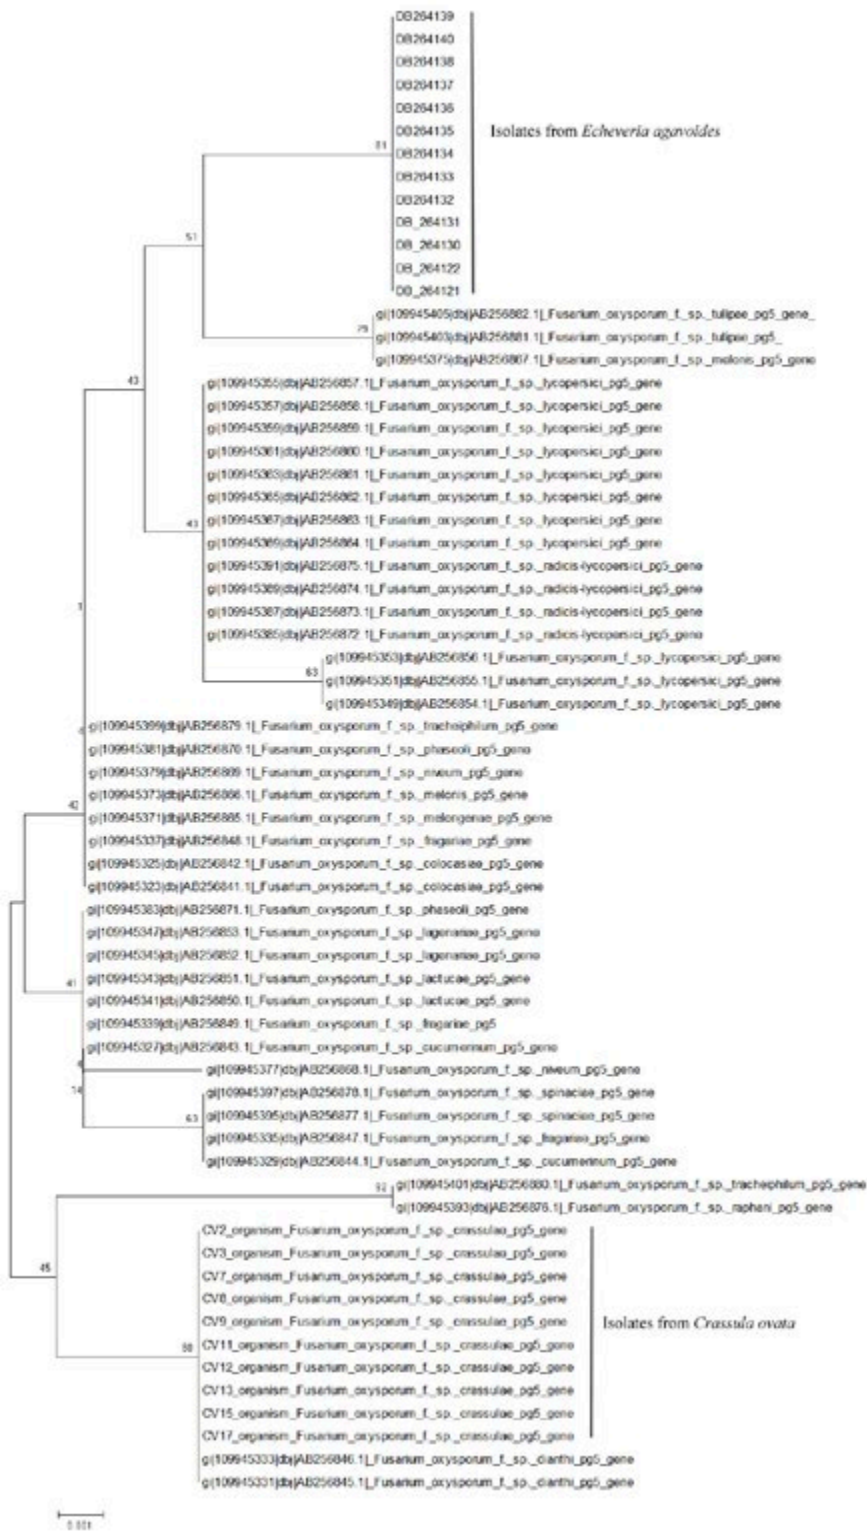 DB264139
DB264140
DB264138
DB264137
DB264136
DB264135
Isolates from Echeveria agavoides
81
DB264134
DB264133
DB264132
DB_264131
51
DB_264130
DB_264122
DB_264121
gi|109945405|dbj|AB256882.1|_Fusarium_oxysporum_f._sp._tulipae_pg5_gene_
gi|109945403|dbj|AB256881.1|_Fusarium_oxysporum_f._sp._tulipae_pg5_
gi|109945375|dbj|AB256867.1|_Fusarium_oxysporum_f._sp._melonis_pg5_gene
43
gi|109945355|dbj|AB256857.1|_Fusarium_oxysporum_f._sp._lycopersici_pg5_gene
gi|109945357|dbj|AB256858.1|_Fusarium_oxysporum_f._sp._lycopersici_pg5_gene
gi|109945359|dbj|AB256859.1|_Fusarium_oxysporum_f._sp._lycopersici_pg5_gene
gi|109945361|dbj|AB256860.1|_Fusarium_oxysporum_f._sp._lycopersici_pg5_gene
gi|109945363|dbj|AB256861.1|_Fusarium_oxysporum_f._sp._lycopersici_pg5_gene
gi|109945365|dbj|AB256862.1|_Fusarium_oxysporum_f._sp._lycopersici_pg5_gene
gi|109945367|dbj|AB256863.1|_Fusarium_oxysporum_f._sp._lycopersici_pg5_gene
43
gi|109945369|dbj|AB256864.1|_Fusarium_oxysporum_f._sp._lycopersici_pg5_gene
gi|109945391|dbj|AB256875.1|_Fusarium_oxysporum_f._sp._radicis-lycopersici_pg5_gene
gi|109945389|dbj|AB256874.1|_Fusarium_oxysporum_f._sp._radicis-lycopersici_pg5_gene
gi|109945387|dbj|AB256873.1|_Fusarium_oxysporum_f._sp._radicis-lycopersici_pg5_gene
gi|109945385|dbj|AB256872.1|_Fusarium_oxysporum_f._sp._radicis-lycopersici_pg5_gene
gi|109945353|dbj|AB256856.1|_Fusarium_oxysporum_f._sp._lycopersici_pg5_gene
63
gi|109945351|dbj|AB256855.1|_Fusarium_oxysporum_f._sp._lycopersici_pg5_gene
gi|109945349|dbj|AB256854.1|_Fusarium_oxysporum_f._sp._lycopersici_pg5_gene
gi|109945399|dbj|AB256879.1|_Fusarium_oxysporum_f._sp._tracheiphilum_pg5_gene
gi|109945381|dbj|AB256870.1|_Fusarium_oxysporum_f._sp._phaseoli_pg5_gene
gi|109945379|dbj|AB256869.1|_Fusarium_oxysporum_f._sp._niveum_pg5_gene
gi|109945373|dbj|AB256866.1|_Fusarium_oxysporum_f._sp._melonis_pg5_gene
42
gi|109945371|dbj|AB256865.1|_Fusarium_oxysporum_f._sp._melongenae_pg5_gene
gi|109945337|dbj|AB256848.1|_Fusarium_oxysporum_f._sp._fragariae_pg5_gene
gi|109945325|dbj|AB256842.1|_Fusarium_oxysporum_f._sp._colocasiae_pg5_gene
gi|109945323|dbj|AB256841.1|_Fusarium_oxysporum_f._sp._colocasiae_pg5_gene
gi|109945383|dbj|AB256871.1|_Fusarium_oxysporum_f._sp._phaseoli_pg5_gene
gi|109945347|dbj|AB256853.1|_Fusarium_oxysporum_f._sp._lagenariae_pg5_gene
gi|109945345|dbj|AB256852.1|_Fusarium_oxysporum_f._sp._lagenariae_pg5_gene
41
gi|109945343|dbj|AB256851.1|_Fusarium_oxysporum_f._sp._lactucae_pg5_gene
gi|109945341|dbj|AB256850.1|_Fusarium_oxysporum_f._sp._lactucae_pg5_gene
gi|109945339|dbj|AB256849.1|_Fusarium_oxysporum_f._sp._fragariae_pg5
gi|109945327|dbj|AB256843.1|_Fusarium_oxysporum_f._sp._cucumerinum_pg5_gene
gi|109945377|dbj|AB256868.1|_Fusarium_oxysporum_f._sp._niveum_pg5_gene
14
gi|109945397|dbj|AB256878.1|_Fusarium_oxysporum_f._sp._spinaciae_pg5_gene
63
gi|109945395|dbj|AB256877.1|_Fusarium_oxysporum_f._sp._spinaciae_pg5_gene
gi|109945335|dbj|AB256847.1|_Fusarium_oxysporum_f._sp._fragariae_pg5_gene
gi|109945329|dbj|AB256844.1|_Fusarium_oxysporum_f._sp._cucumerinum_pg5_gene
92
gi|109945401|dbj|AB256880.1|_Fusarium_oxysporum_f._sp._tracheiphilum_pg5_gene
gi|109945393|dbj|AB256876.1|_Fusarium_oxysporum_f._sp._raphani_pg5_gene
CV2_organism_Fusarium_oxysporum_f._sp._crassulae_pg5_gene
CV3_organism_Fusarium_oxysporum_f._sp._crassulae_pg5_gene
45
CV7_organism_Fusarium_oxysporum_f._sp._crassulae_pg5_gene
CV8_organism_Fusarium_oxysporum_f._sp._crassulae_pg5_gene
CV9_organism_Fusarium_oxysporum_f._sp._crassulae_pg5_gene
Isolates from Crassula ovata
CV11_organism_Fusarium_oxysporum_f._sp._crassulae_pg5_gene
CV12_organism_Fusarium_oxysporum_f._sp._crassulae_pg5_gene
CV13_organism_Fusarium_oxysporum_f._sp._crassulae_pg5_gene
CV15_organism_Fusarium_oxysporum_f._sp._crassulae_pg5_gene
CV17_organism_Fusarium_oxysporum_f._sp._crassulae_pg5_gene
gi|109945333|dbj|AB256846.1|_Fusarium_oxysporum_f._sp._dianthi_pg5_gene
gi|109945331|dbj|AB256845.1|_Fusarium_oxysporum_f._sp._dianthi_pg5_gene
0.001